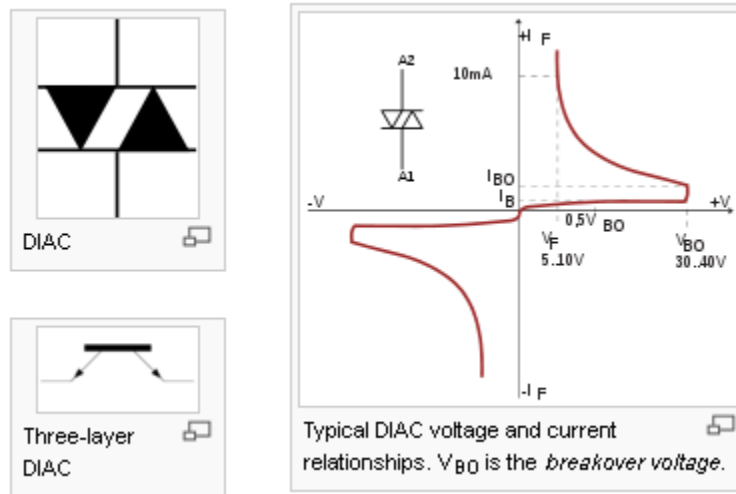 DIAC
Three-layer
DIAC
+I F
A2
10mA
A1
I BO
I B
-V
+V
0,5V BO
V F
5..10V
V BO
30..40V
-I F
Typical DIAC voltage and current
relationships. VBO is the breakover voltage.